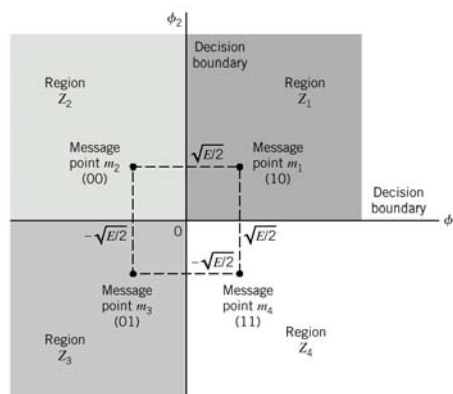 ϕ2
Decision
boundary
Region
Z2
Region
Z1
Message
point m2
(00)
√E/2
Message
point m1
(10)
Decision
boundary
ϕ
−√E/2
0
√E/2
−√E/2
Message
point m3
(01)
Message
point m4
(11)
Region
Z3
Region
Z4